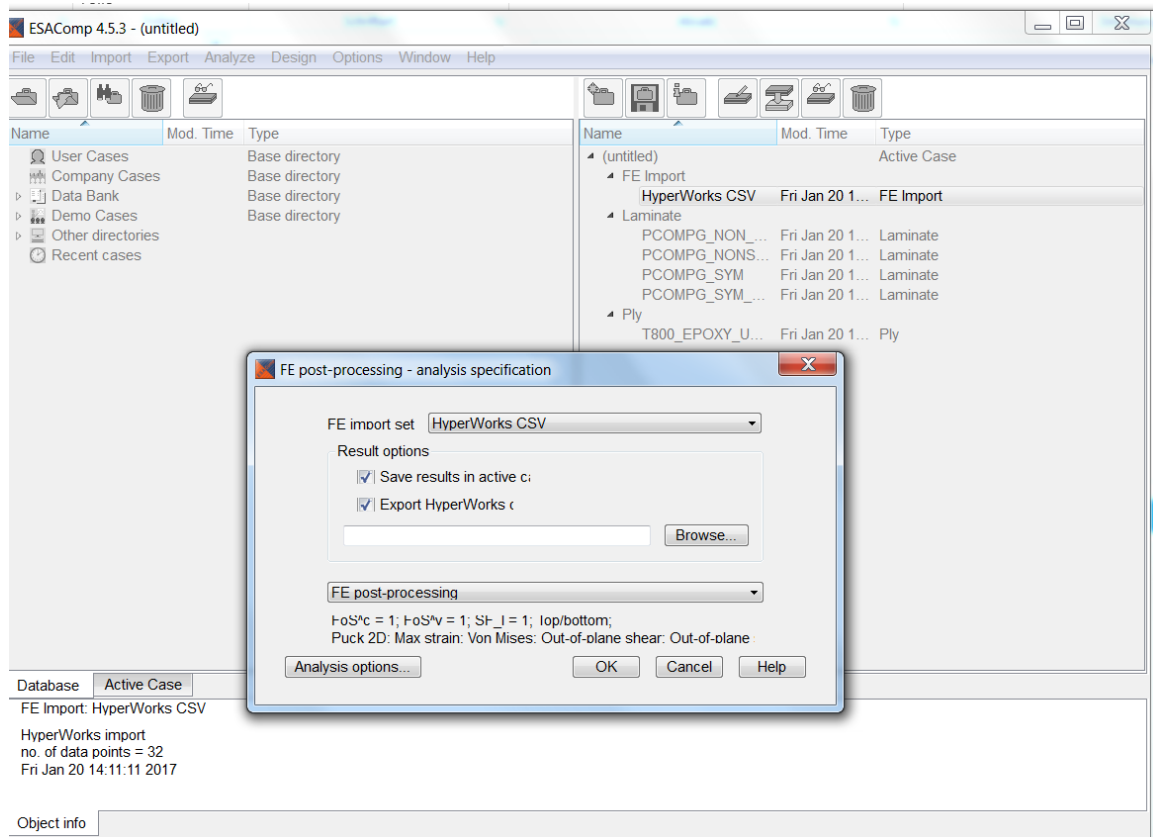 ESAComp 4.5.3 - (untitled)
File Edit Import Export Analyze Design Options Window Help
Name Mod. Time Type
User Cases Base directory
Company Cases Base directory
Data Bank Base directory
Demo Cases Base directory
Other directories
Recent cases
Name Mod. Time Type
(untitled) Active Case
FE Import
HyperWorks CSV Fri Jan 20 1... FE Import
Laminate
PCOMPG_NON_... Fri Jan 20 1... Laminate
PCOMPG_NONS... Fri Jan 20 1... Laminate
PCOMPG_SYM Fri Jan 20 1... Laminate
PCOMPG_SYM_... Fri Jan 20 1... Laminate
Ply
T800_EPOXY_U... Fri Jan 20 1... Ply
FE post-processing - analysis specification
FE import set HyperWorks CSV
Result options
Save results in active ca
Export HyperWorks c
Browse...
FE post-processing
FoS^c = 1; FoS^v = 1; SF_I = 1; Top/bottom;
Puck 2D; Max strain; Von Mises; Out-of-plane shear; Out-of-plane
Analysis options... OK Cancel Help
Database Active Case
FE Import: HyperWorks CSV
HyperWorks import
no. of data points = 32
Fri Jan 20 14:11:11 2017
Object info